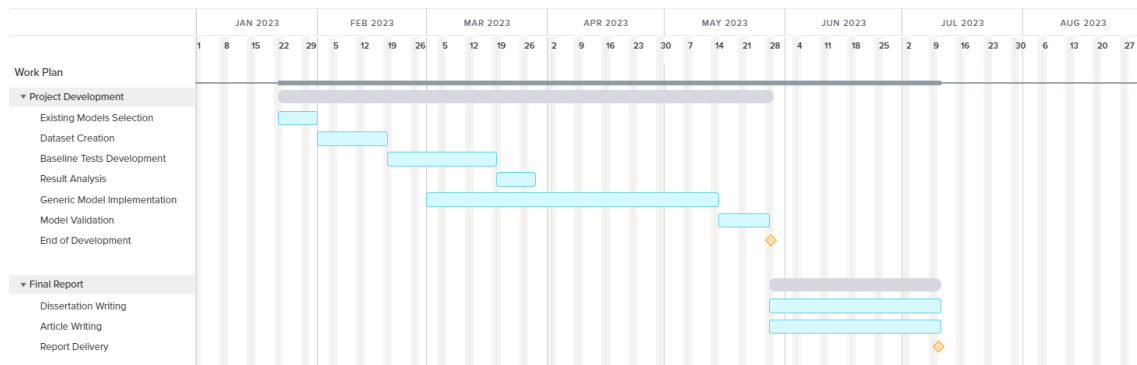 JAN 2023 FEB 2023 MAR 2023 APR 2023 MAY 2023 JUN 2023 JUL 2023 AUG 2023
1 8 15 22 29 5 12 19 26 5 12 19 26 2 9 16 23 30 7 14 21 28 4 11 18 25 2 9 16 23 30 6 13 20 27
Work Plan
Project Development
Existing Models Selection
Dataset Creation
Baseline Tests Development
Result Analysis
Generic Model Implementation
Model Validation
End of Development
Final Report
Dissertation Writing
Article Writing
Report Delivery